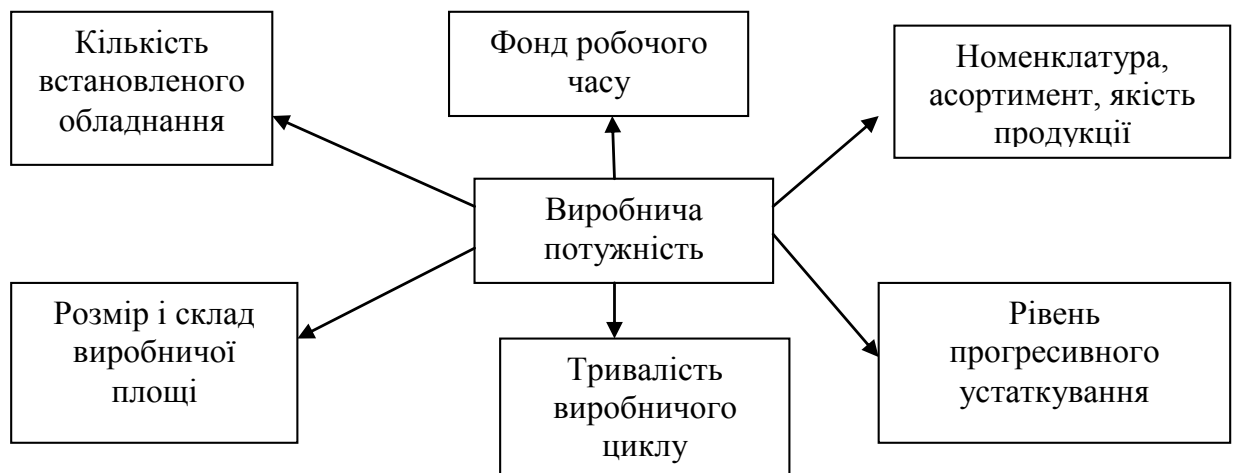 Кількість
встановленого
обладнання
Фонд робочого
часу
Номенклатура,
асортимент, якість
продукції
Виробнича
потужність
Розмір і склад
виробничої
площі
Тривалість
виробничого
циклу
Рівень
прогресивного
устаткування